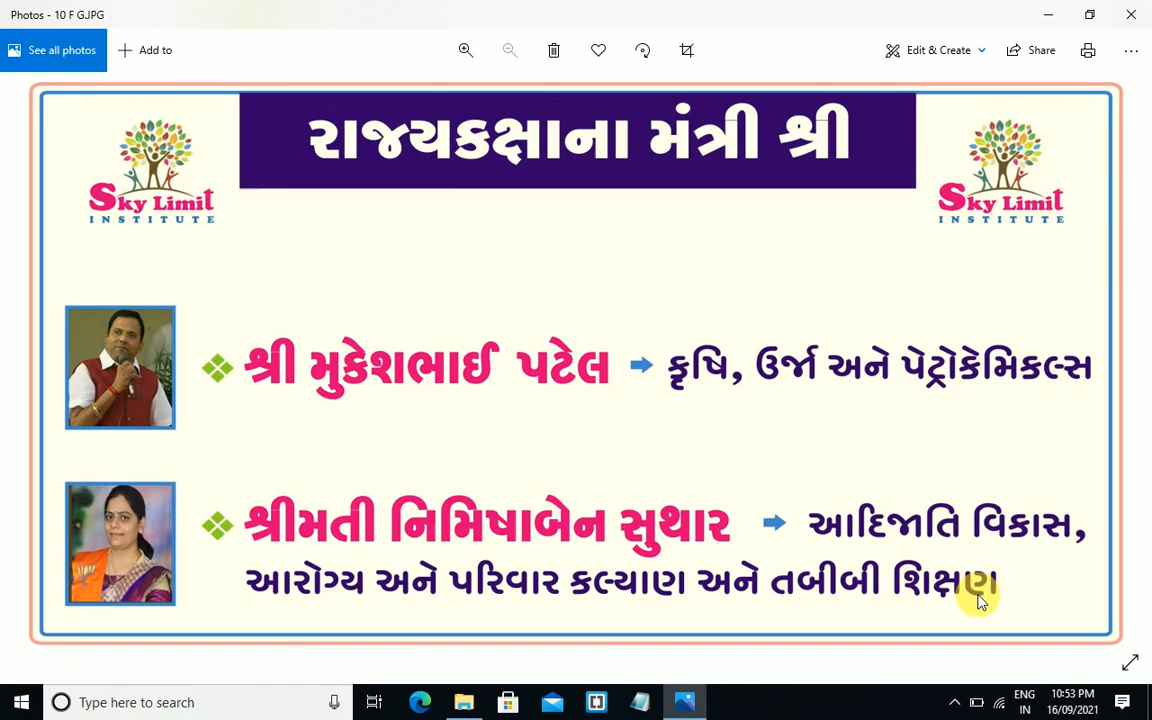 Photos - 10 F G.JPG
See all photos
Add to
Edit & Create
Share
રાજ્યકક્ષાના મંત્રી શ્રી
Sky Limit
INSTITUTE
Sky Limit
INSTITUTE
શ્રી મુકેશભાઈ પટેલ
કૃષિ, ઉર્જા અને પેટ્રોકેમિકલ્સ
શ્રીમતી નિમિષાબેન સુથાર
આદિજાતિ વિકાસ,
આરોગ્ય અને પરિવાર કલ્યાણ અને તબીબી શિક્ષણ
Type here to search
ENG
IN
10:53 PM
16/09/2021